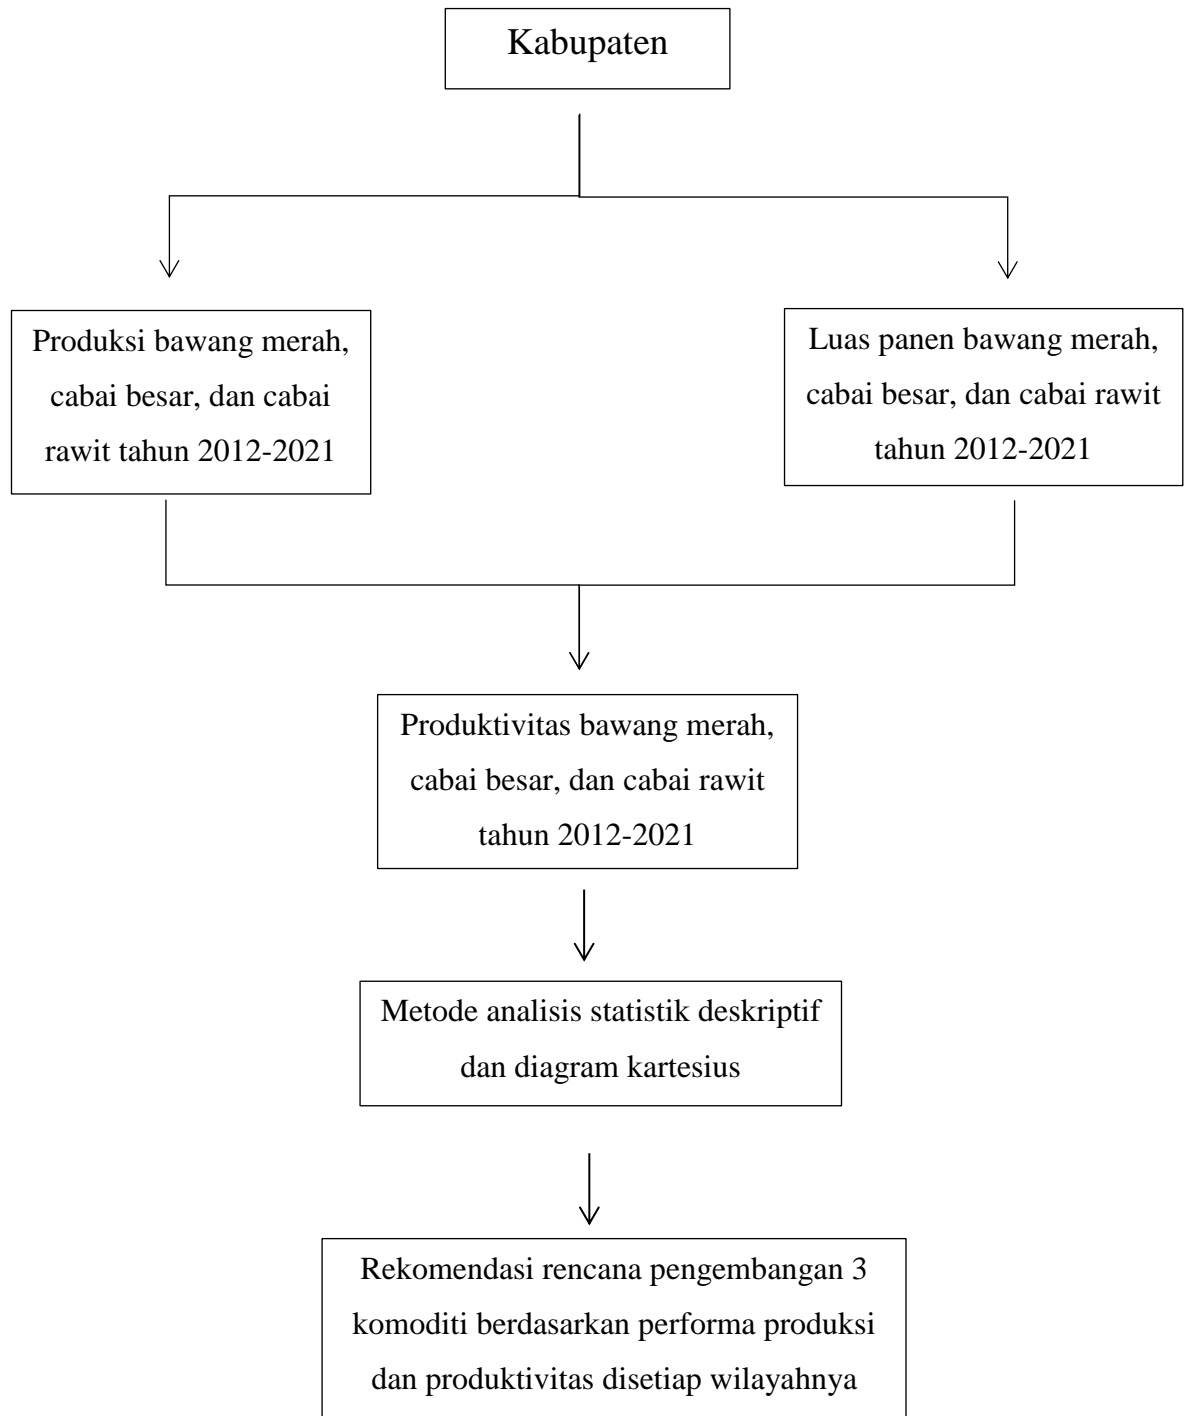 Kabupaten
Produksi bawang merah,
cabai besar, dan cabai
rawit tahun 2012-2021
Luas panen bawang merah,
cabai besar, dan cabai rawit
tahun 2012-2021
Produktivitas bawang merah,
cabai besar, dan cabai rawit
tahun 2012-2021
Metode analisis statistik deskriptif
dan diagram kartesius
Rekomendasi rencana pengembangan 3
komoditi berdasarkan performa produksi
dan produktivitas disetiap wilayahnya